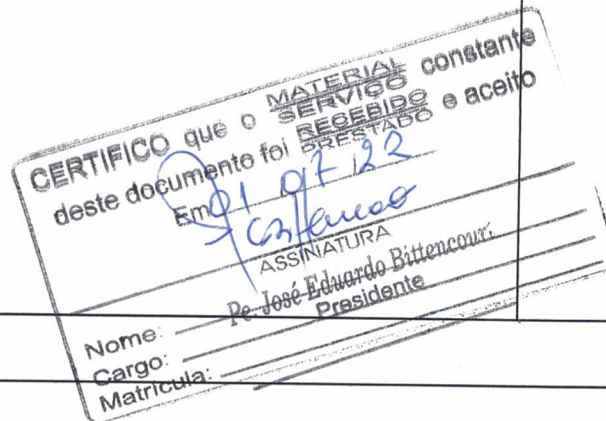 CERTIFICO que o MATERIAL SERVIÇO constante
deste documento foi RECEBIDO PRESTADO e aceito
Em 01 07 22
ASSINATURA
Pe. José Eduardo Bittencour.
Presidente
Nome:
Cargo:
Matrícula: